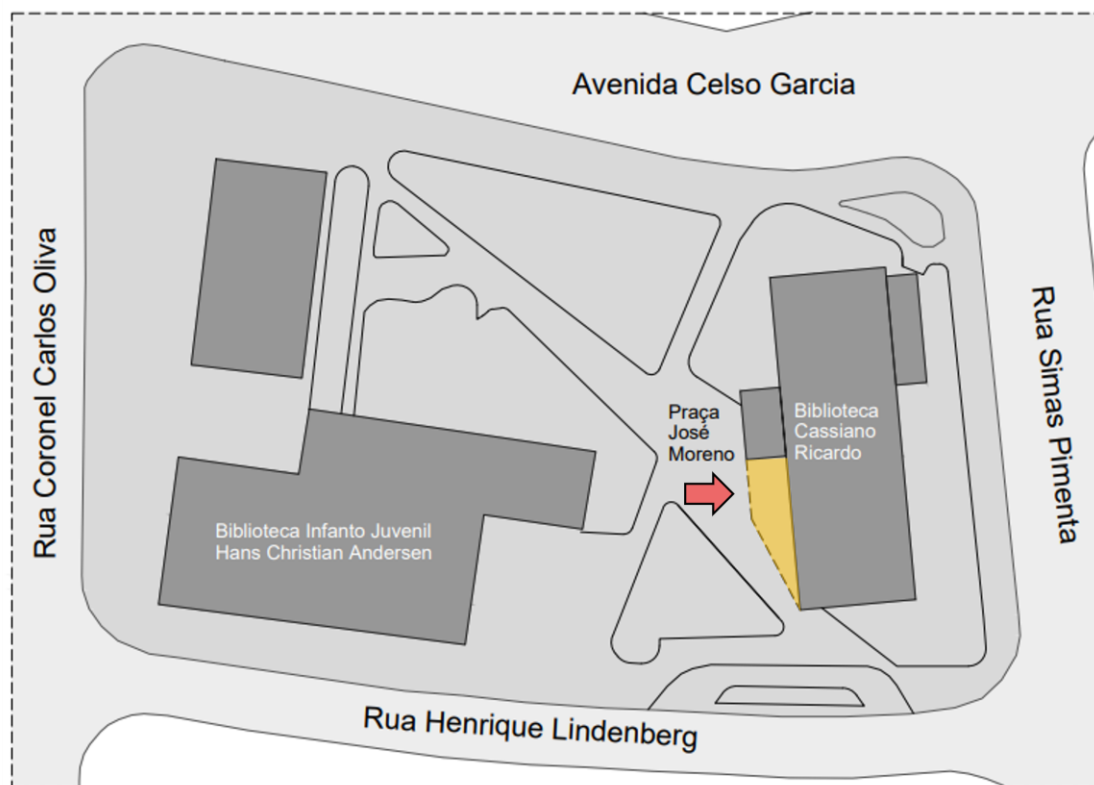 Avenida Celso Garcia
Rua Coronel Carlos Oliva
Rua Simas Pimenta
Praça
José
Moreno
Biblioteca
Cassiano
Ricardo
Biblioteca Infanto Juvenil
Hans Christian Andersen
Rua Henrique Lindenberg